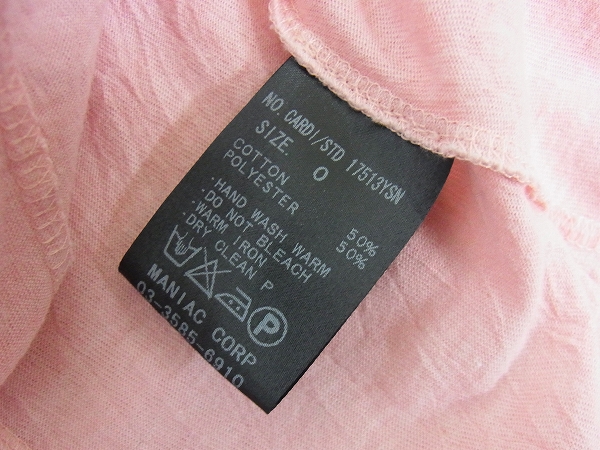 NO. CARDI//STD 17513YSN
SIZE. 0
COTTON 50%
POLYESTER 50%
・HAND WASH WARM
・DO NOT BLEACH
・WARM IRON
・DRY CLEAN P
P
MANIAC CORP
03-3585-6910